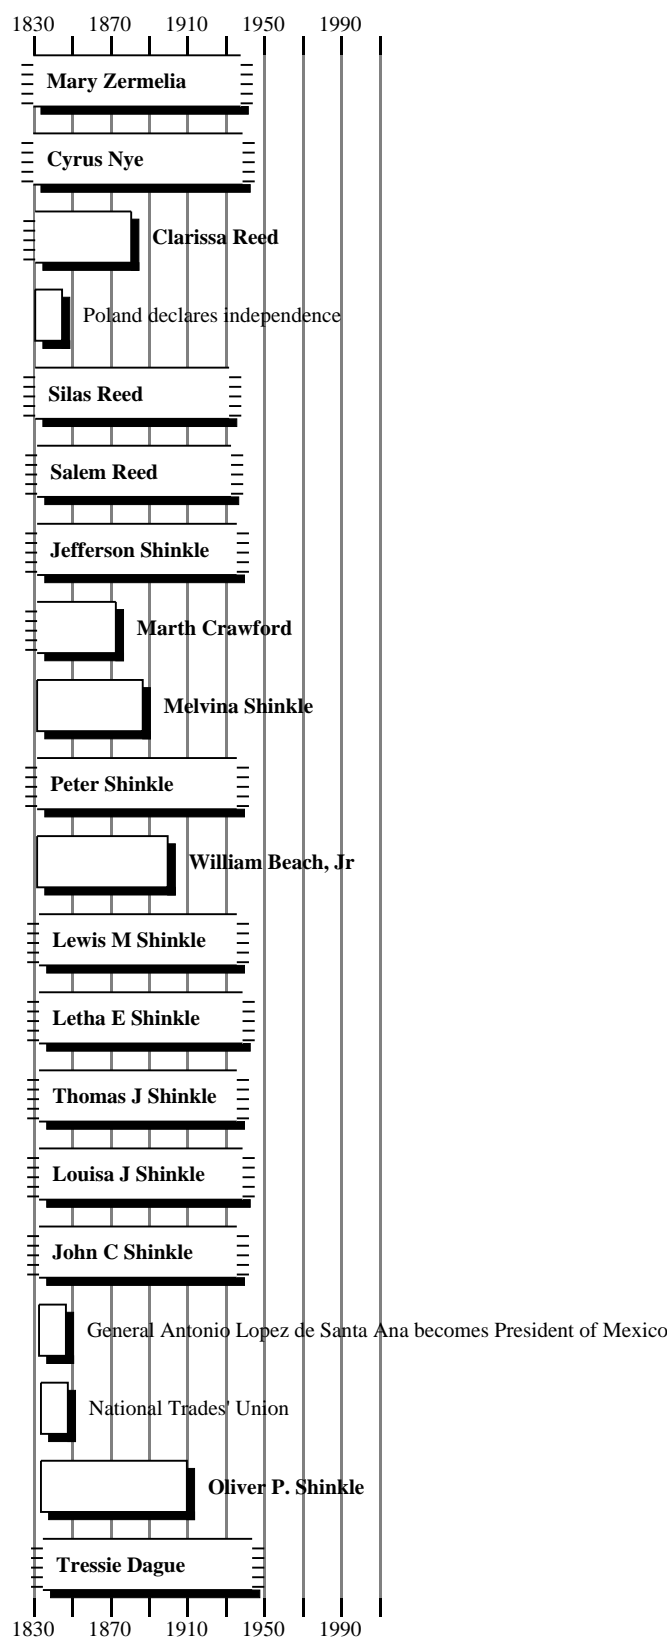 1830 1870 1910 1950 1990
Mary Zermelia
Cyrus Nye
Clarissa Reed
Poland declares independence
Silas Reed
Salem Reed
Jefferson Shinkle
Marth Crawford
Melvina Shinkle
Peter Shinkle
William Beach, Jr
Lewis M Shinkle
Letha E Shinkle
Thomas J Shinkle
Louisa J Shinkle
John C Shinkle
General Antonio Lopez de Santa Ana becomes President of Mexico
National Trades' Union
Oliver P. Shinkle
Tressie Dague
1830 1870 1910 1950 1990